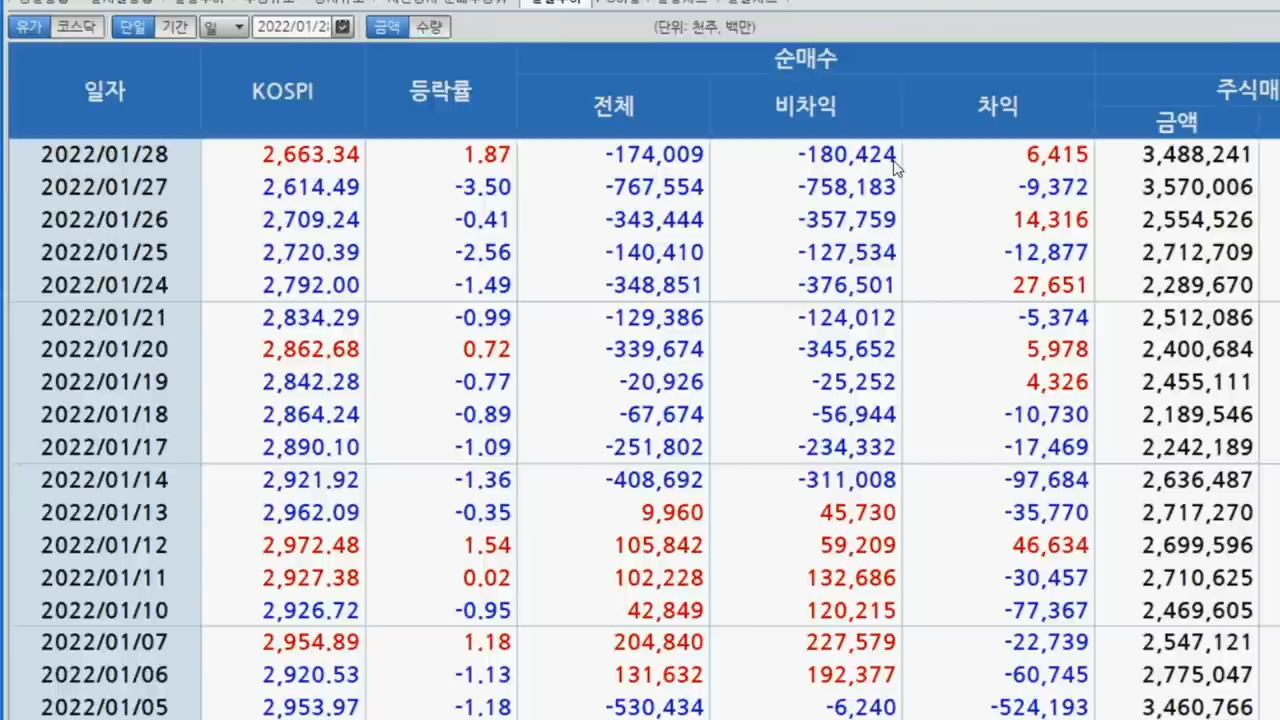 유가 코스닥 단일 기간 일 2022/01/2 금액 수량 (단위: 천주, 백만)
순매수
일자 KOSPI 등락률 전체 비차익 차익 주식매
금액
2022/01/28 2,663.34 1.87 -174,009 -180,424 6,415 3,488,241
2022/01/27 2,614.49 -3.50 -767,554 -758,183 -9,372 3,570,006
2022/01/26 2,709.24 -0.41 -343,444 -357,759 14,316 2,554,526
2022/01/25 2,720.39 -2.56 -140,410 -127,534 -12,877 2,712,709
2022/01/24 2,792.00 -1.49 -348,851 -376,501 27,651 2,289,670
2022/01/21 2,834.29 -0.99 -129,386 -124,012 -5,374 2,512,086
2022/01/20 2,862.68 0.72 -339,674 -345,652 5,978 2,400,684
2022/01/19 2,842.28 -0.77 -20,926 -25,252 4,326 2,455,111
2022/01/18 2,864.24 -0.89 -67,674 -56,944 -10,730 2,189,546
2022/01/17 2,890.10 -1.09 -251,802 -234,332 -17,469 2,242,189
2022/01/14 2,921.92 -1.36 -408,692 -311,008 -97,684 2,636,487
2022/01/13 2,962.09 -0.35 9,960 45,730 -35,770 2,717,270
2022/01/12 2,972.48 1.54 105,842 59,209 46,634 2,699,596
2022/01/11 2,927.38 0.02 102,228 132,686 -30,457 2,710,625
2022/01/10 2,926.72 -0.95 42,849 120,215 -77,367 2,469,605
2022/01/07 2,954.89 1.18 204,840 227,579 -22,739 2,547,121
2022/01/06 2,920.53 -1.13 131,632 192,377 -60,745 2,775,047
2022/01/05 2,953.97 -1.18 -530,434 -6,240 -524,193 3,460,766